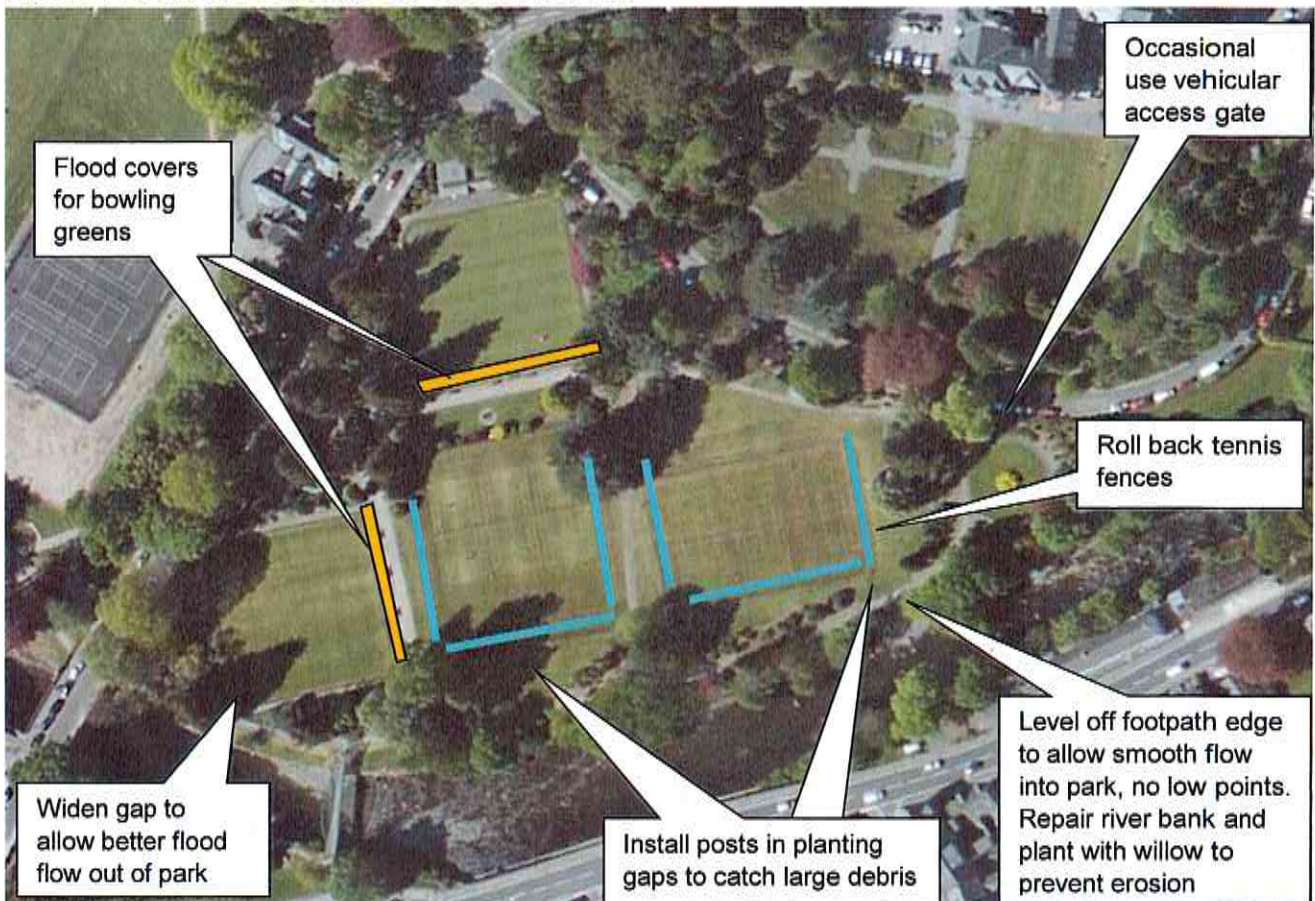 Occasional
use vehicular
access gate
Flood covers
for bowling
greens
Roll back tennis
fences
Widen gap to
allow better flood
flow out of park
Install posts in planting
gaps to catch large debris
Level off footpath edge
to allow smooth flow
into park, no low points.
Repair river bank and
plant with willow to
prevent erosion